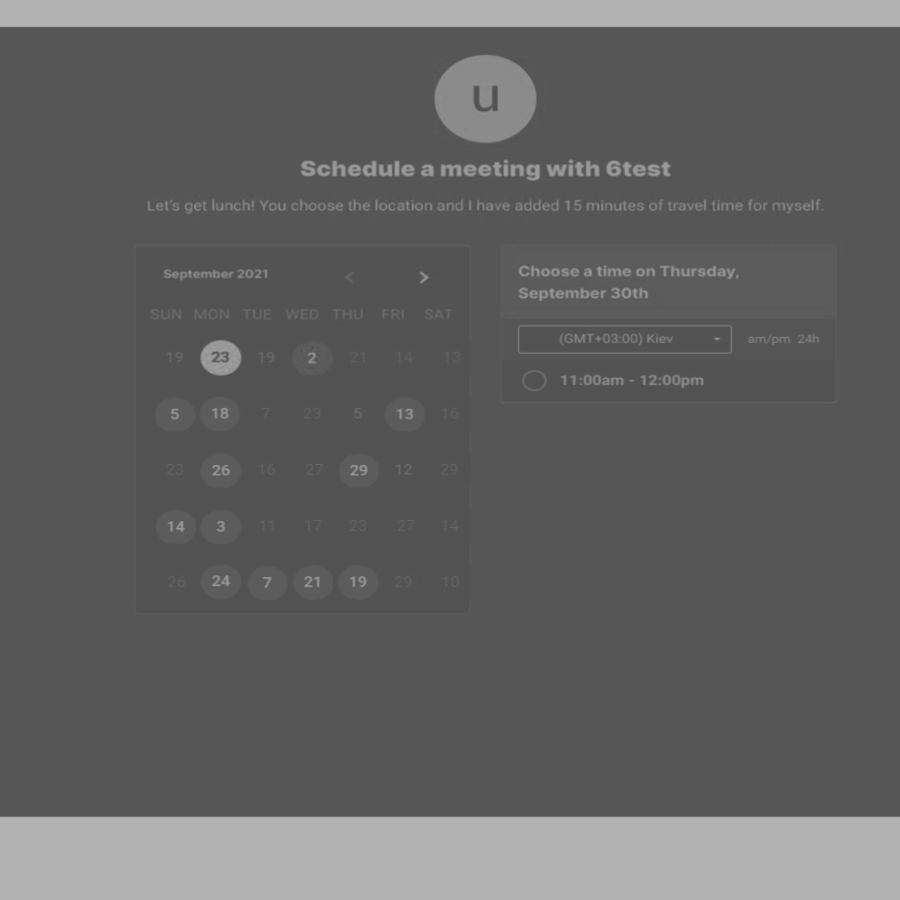 u
Schedule a meeting with 6test
Let's get lunch! You choose the location and I have added 15 minutes of travel time for myself.
September 2021 < >
SUN MON TUE WED THU FRI SAT
19 23 19 2 21 14 13
5 18 7 23 5 13 16
23 26 16 27 29 12 29
14 3 11 17 23 27 14
26 24 7 21 19 29 10
Choose a time on Thursday,
September 30th
(GMT+03:00) Kiev am/pm 24h
11:00am - 12:00pm